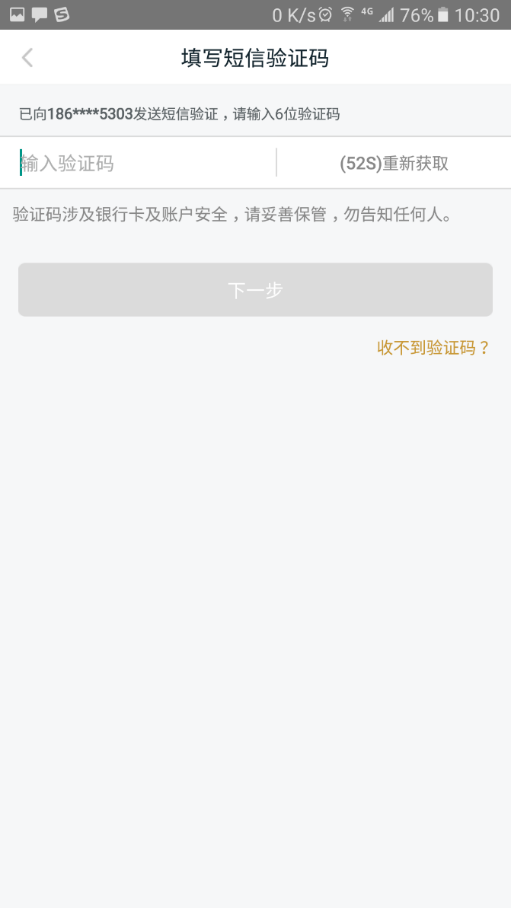 0 K/s 4G 76% 10:30
填写短信验证码
已向186****5303发送短信验证，请输入6位验证码
输入验证码 (52S)重新获取
验证码涉及银行卡及账户安全，请妥善保管，勿告知任何人。
下一步
收不到验证码？